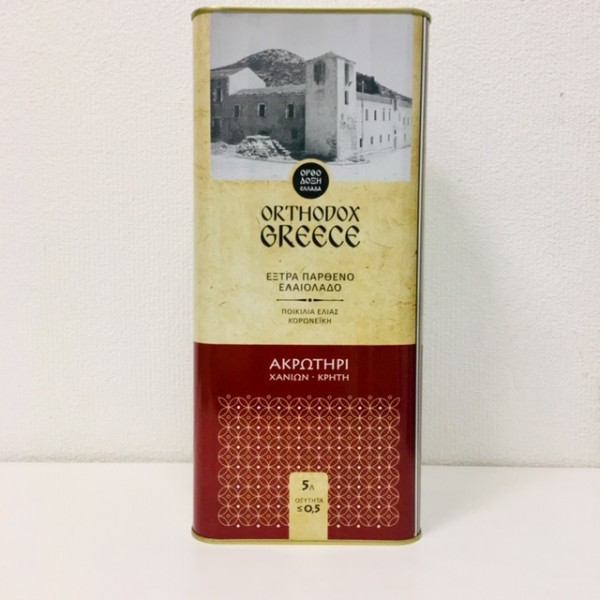 ΟΡΘΟ
ΔΟΞΗ
ΕΛΛΑΔΑ
ORTHODOX
GREECE
ΕΞΤΡΑ ΠΑΡΘΕΝΟ
ΕΛΑΙΟΛΑΔΟ
ΠΟΙΚΙΛΙΑ ΕΛΙΑΣ
ΚΟΡΩΝΕΪΚΗ
ΑΚΡΩΤΗΡΙ
ΧΑΝΙΩΝ · ΚΡΗΤΗ
5Λ
ΟΞΥΤΗΤΑ
≤0,5